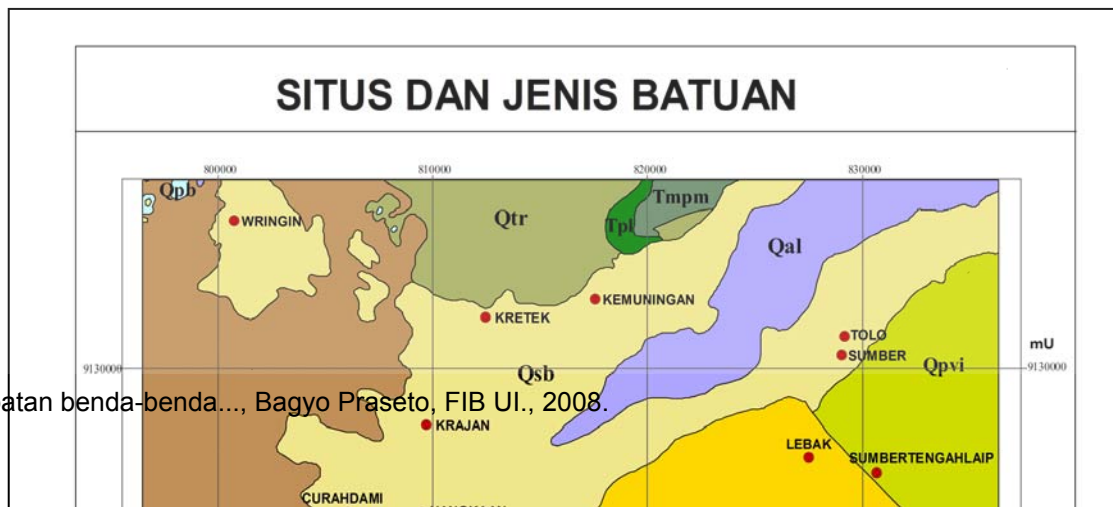 SITUS DAN JENIS BATUAN
800000 810000 820000 830000
Qpb
Tmpm
WRINGIN
Qtr
Tpl
Qal
KEMUNINGAN
KRETEK
TOLO
mU
SUMBER
9130000
Qsb
Qpvi
9130000
atan benda-benda..., Bagyo Praseto, FIB UI., 2008.
KRAJAN
LEBAK
SUMBERTENGAHLAIP
CURAHDAMI